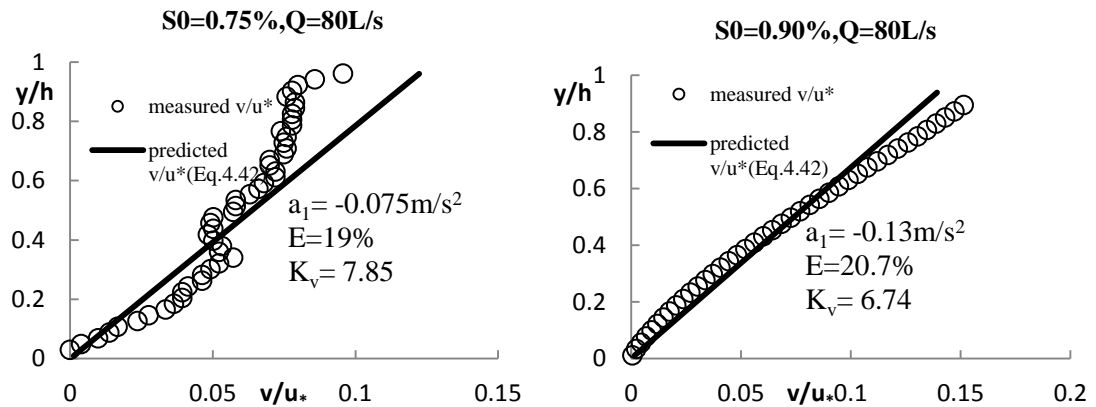 S0=0.75%,Q=80L/s
1
y/h
0.8
0.6
0.4
0.2
0
measured v/u*
predicted
v/u*(Eq.4.42)
a₁= -0.075m/s²
E=19%
Kᵥ= 7.85
0
0.05
v/u*
0.1
0.15
S0=0.90%,Q=80L/s
1
y/h
0.8
0.6
0.4
0.2
0
measured v/u*
predicted
v/u*(Eq.4.42)
a₁= -0.13m/s²
E=20.7%
Kᵥ= 6.74
0
0.05
v/u*
0.1
0.15
0.2